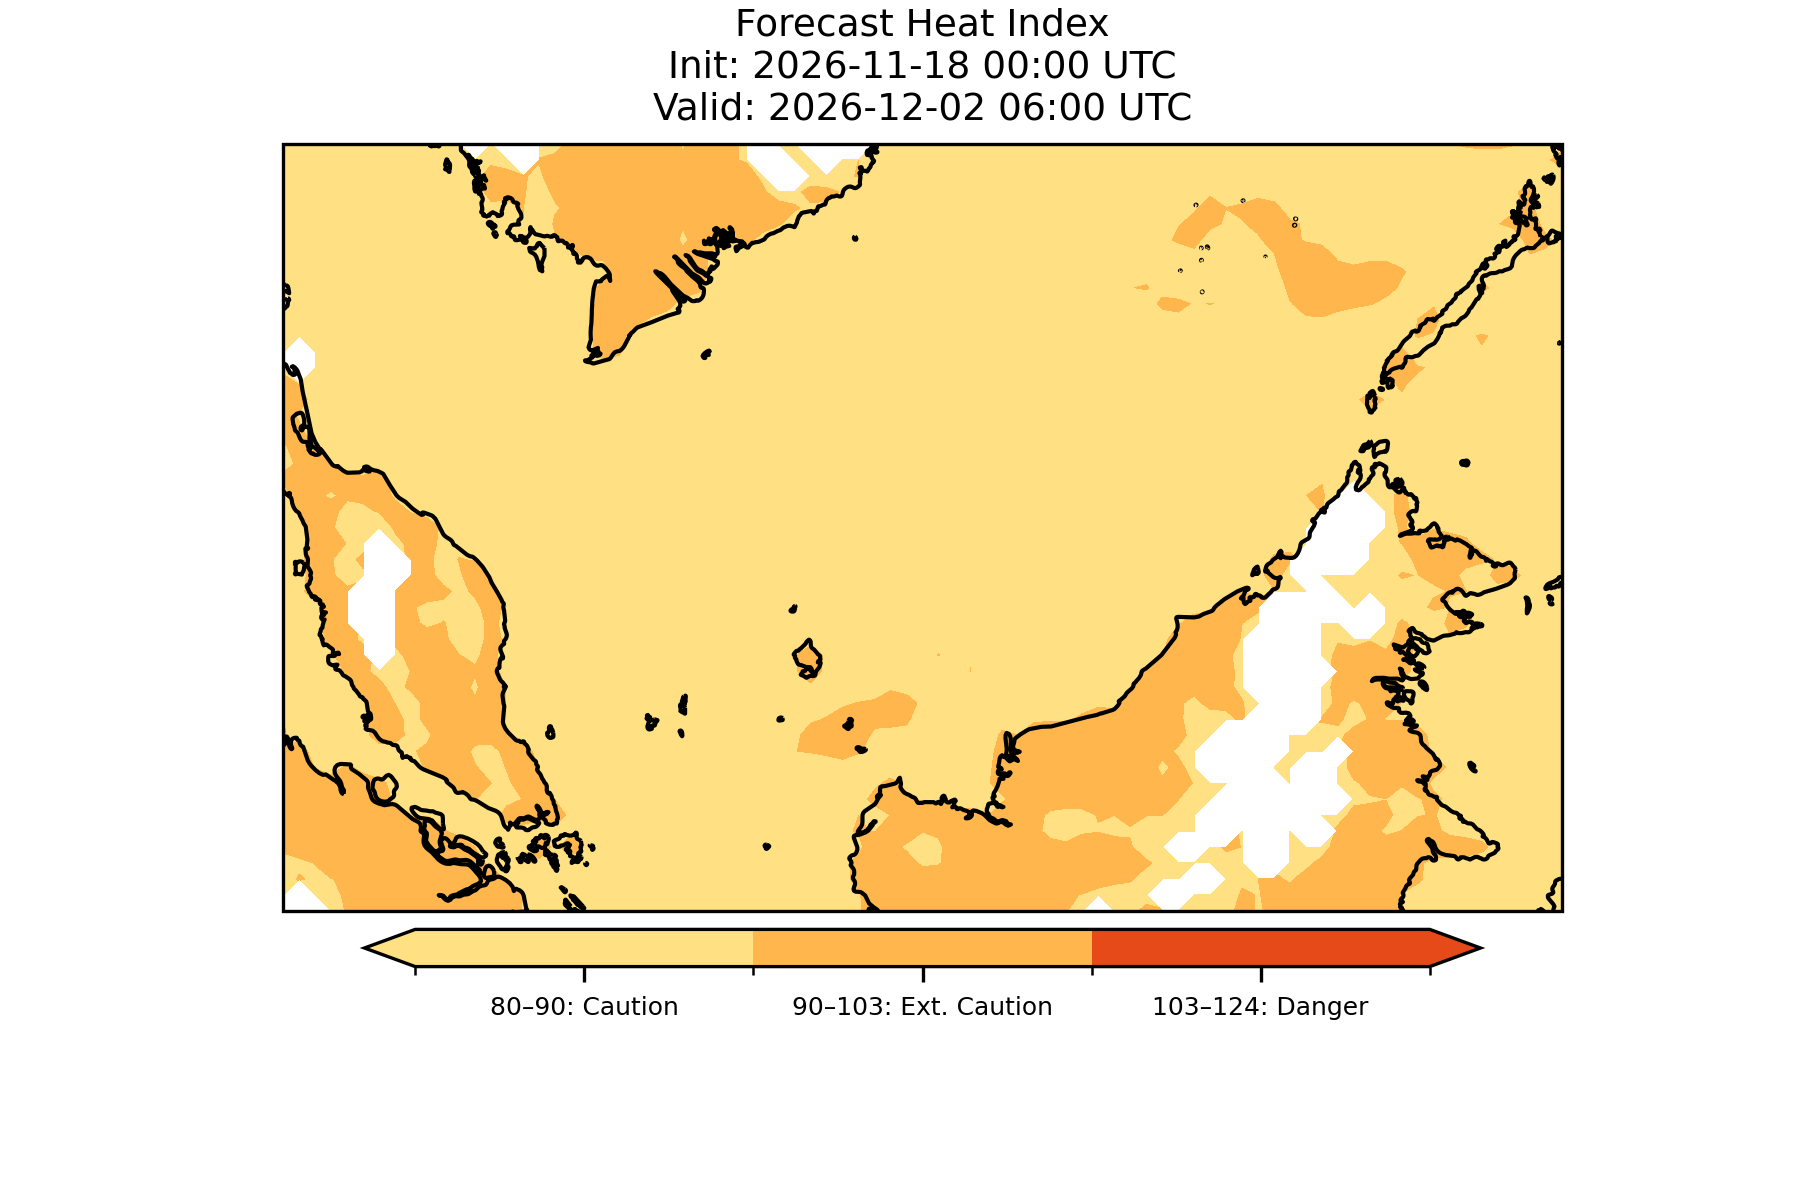 Forecast Heat Index
Init: 2026-11-18 00:00 UTC
Valid: 2026-12-02 06:00 UTC
80–90: Caution
90–103: Ext. Caution
103–124: Danger